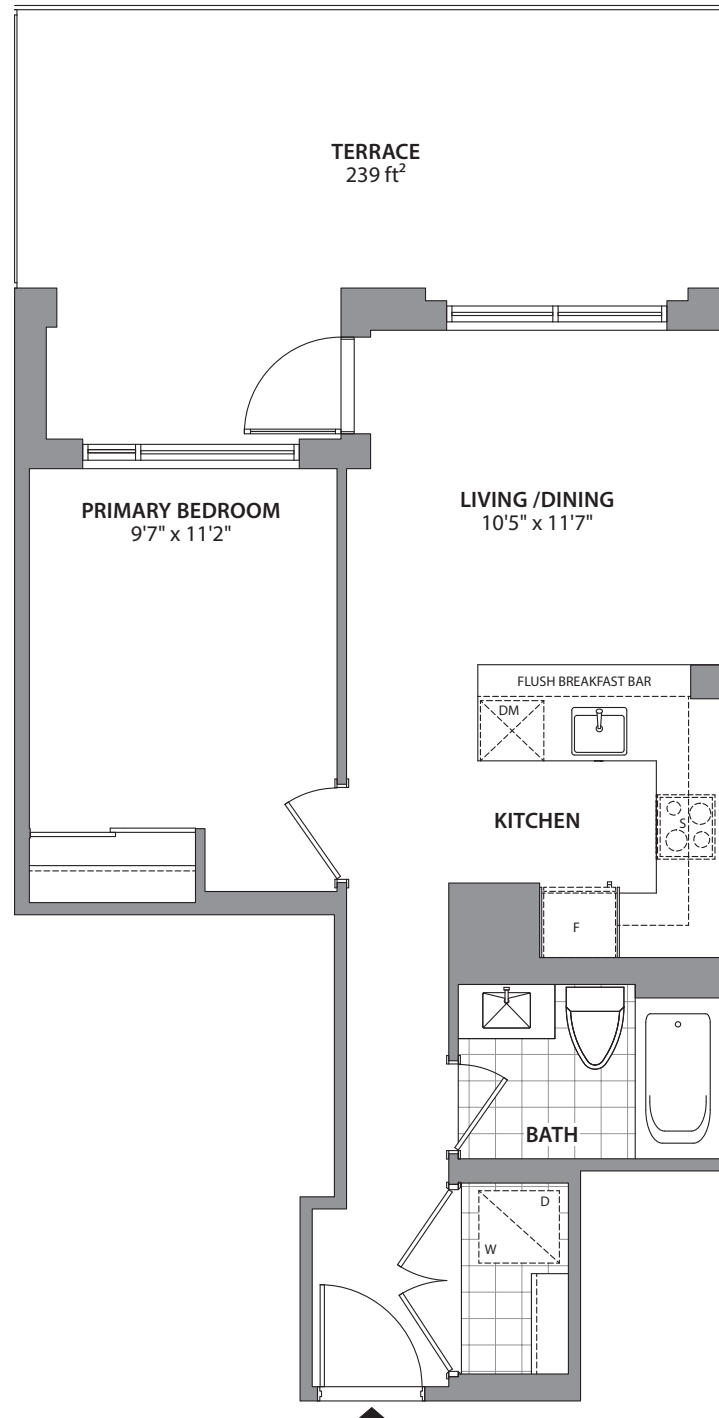 TERRACE
239 ft²
PRIMARY BEDROOM
9'7" x 11'2"
LIVING /DINING
10'5" x 11'7"
FLUSH BREAKFAST BAR
DM
KITCHEN
S
F
BATH
D
W